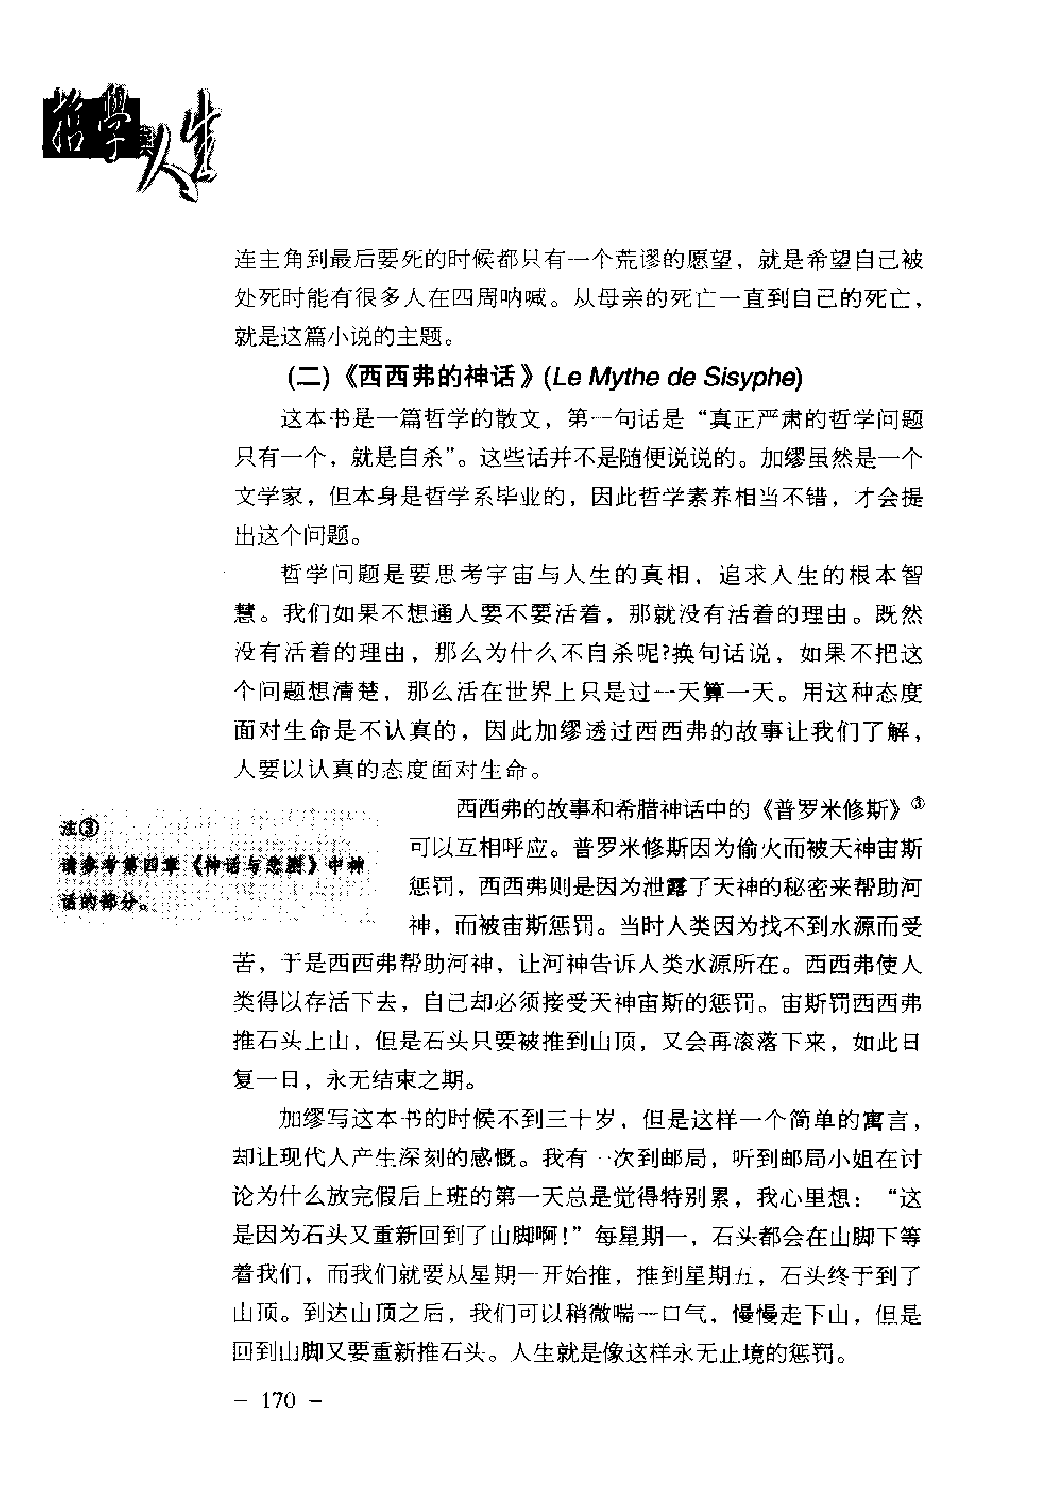 哲學与人生
连主角到最后要死的时候都只有一个荒谬的愿望，就是希望自己被
处死时能有很多人在四周呐喊。从母亲的死亡一直到自己的死亡，
就是这篇小说的主题。
(二)《西西弗的神话》(Le Mythe de Sisyphe)
这本书是一篇哲学的散文，第一句话是“真正严肃的哲学问题
只有一个，就是自杀”。这些话并不是随便说说的。加缪虽然是一个
文学家，但本身是哲学系毕业的，因此哲学素养相当不错，才会提
出这个问题。
哲学问题是要思考宇宙与人生的真相，追求人生的根本智
慧。我们如果不想通人要不要活着，那就没有活着的理由。既然
没有活着的理由，那么为什么不自杀呢?换句话说，如果不把这
个问题想清楚，那么活在世界上只是过一天算一天。用这种态度
面对生命是不认真的，因此加缪透过西西弗的故事让我们了解，
人要以认真的态度面对生命。
西西弗的故事和希腊神话中的《普罗米修斯》③
可以互相呼应。普罗米修斯因为偷火而被天神宙斯
惩罚，西西弗则是因为泄露了天神的秘密来帮助河
神，而被宙斯惩罚。当时人类因为找不到水源而受
苦，于是西西弗帮助河神，让河神告诉人类水源所在。西西弗使人
类得以存活下去，自己却必须接受天神宙斯的惩罚。宙斯罚西西弗
推石头上山，但是石头只要被推到山顶，又会再滚落下来，如此日
复一日，永无结束之期。
注③
请参考第四章《神话与悲剧》中神
话的部分。
加缪写这本书的时候不到三十岁，但是这样一个简单的寓言，
却让现代人产生深刻的感慨。我有一次到邮局，听到邮局小姐在讨
论为什么放完假后上班的第一天总是觉得特别累，我心里想：“这
是因为石头又重新回到了山脚啊!”每星期一，石头都会在山脚下等
着我们，而我们就要从星期一开始推，推到星期五，石头终于到了
山顶。到达山顶之后，我们可以稍微喘一口气，慢慢走下山，但是
回到山脚又要重新推石头。人生就是像这样永无止境的惩罚。
– 170 –